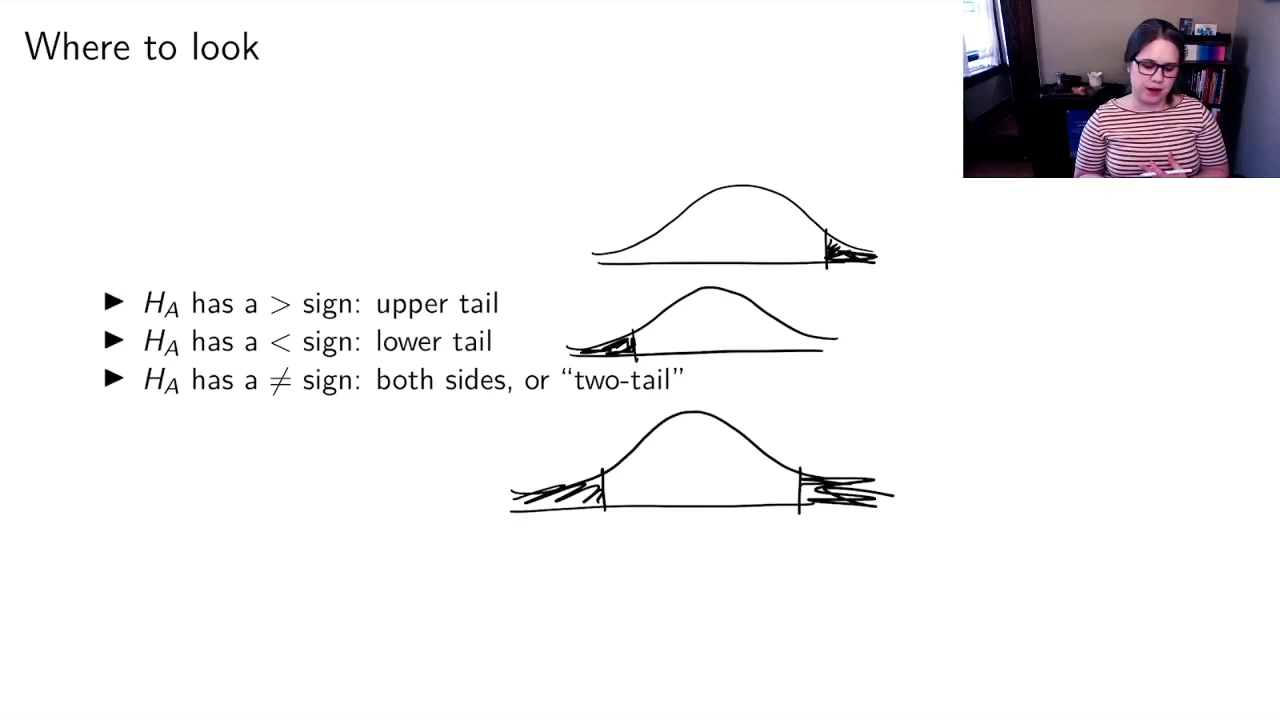 Where to look
▶ H_A has a > sign: upper tail
▶ H_A has a < sign: lower tail
▶ H_A has a ≠ sign: both sides, or “two-tail”